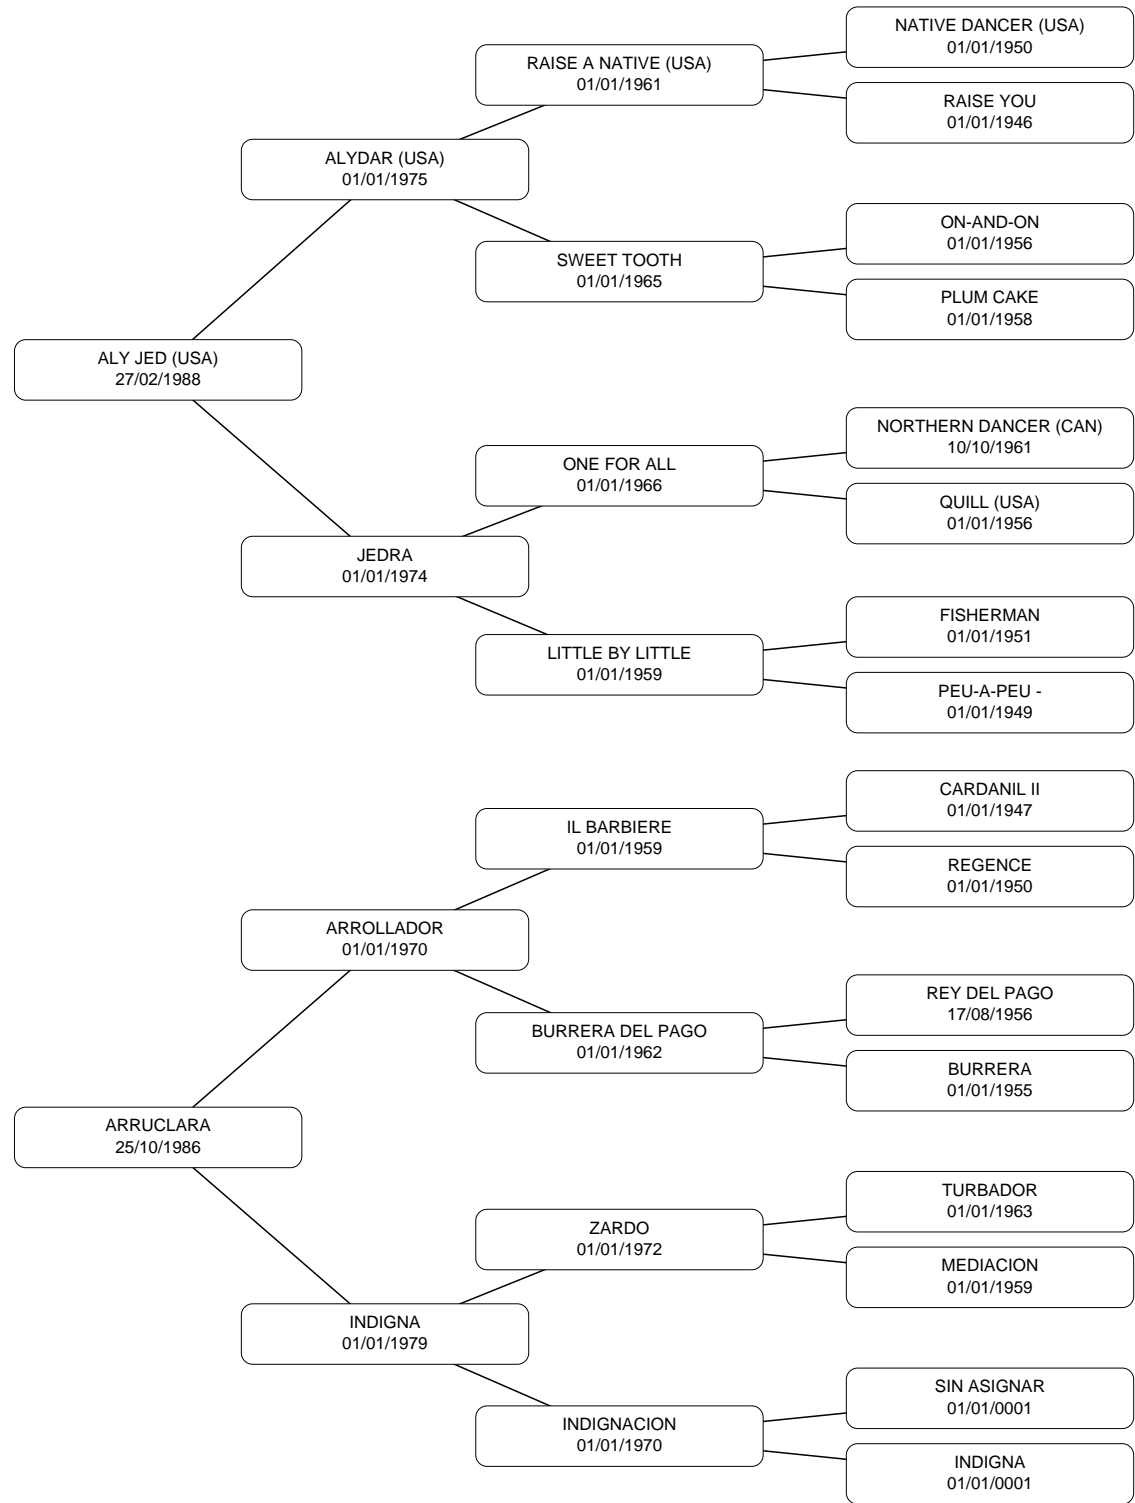 NATIVE DANCER (USA)
01/01/1950
RAISE A NATIVE (USA)
01/01/1961
RAISE YOU
01/01/1946
ALYDAR (USA)
01/01/1975
ON-AND-ON
01/01/1956
SWEET TOOTH
01/01/1965
PLUM CAKE
01/01/1958
ALY JED (USA)
27/02/1988
NORTHERN DANCER (CAN)
10/10/1961
ONE FOR ALL
01/01/1966
QUILL (USA)
01/01/1956
JEDRA
01/01/1974
FISHERMAN
01/01/1951
LITTLE BY LITTLE
01/01/1959
PEU-A-PEU -
01/01/1949
CARDANIL II
01/01/1947
IL BARBIERE
01/01/1959
REGENCE
01/01/1950
ARROLLADOR
01/01/1970
REY DEL PAGO
17/08/1956
BURRERA DEL PAGO
01/01/1962
BURRERA
01/01/1955
ARRUCLARA
25/10/1986
TURBADOR
01/01/1963
ZARDO
01/01/1972
MEDIACION
01/01/1959
INDIGNA
01/01/1979
SIN ASIGNAR
01/01/0001
INDIGNACION
01/01/1970
INDIGNA
01/01/0001